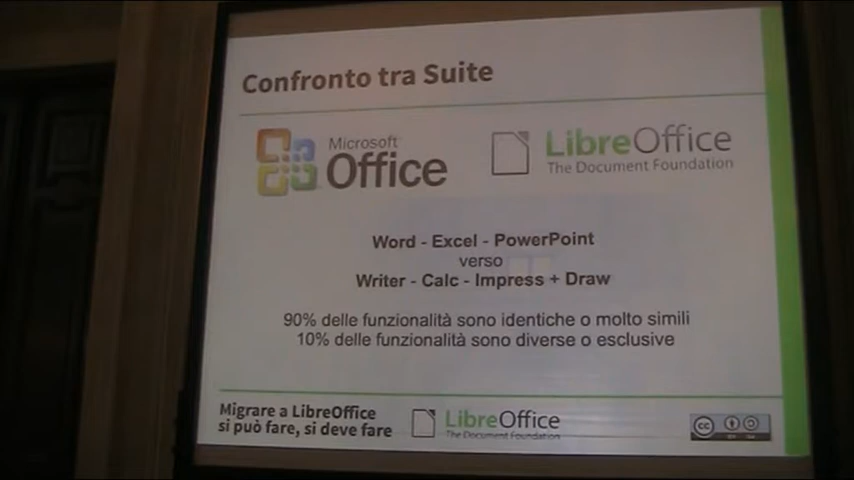 Confronto tra Suite
Microsoft
Office
LibreOffice
The Document Foundation
Word - Excel - PowerPoint
verso
Writer - Calc - Impress + Draw
90% delle funzionalità sono identiche o molto simili
10% delle funzionalità sono diverse o esclusive
Migrare a LibreOffice
si può fare, si deve fare
LibreOffice
The Document Foundation
cc